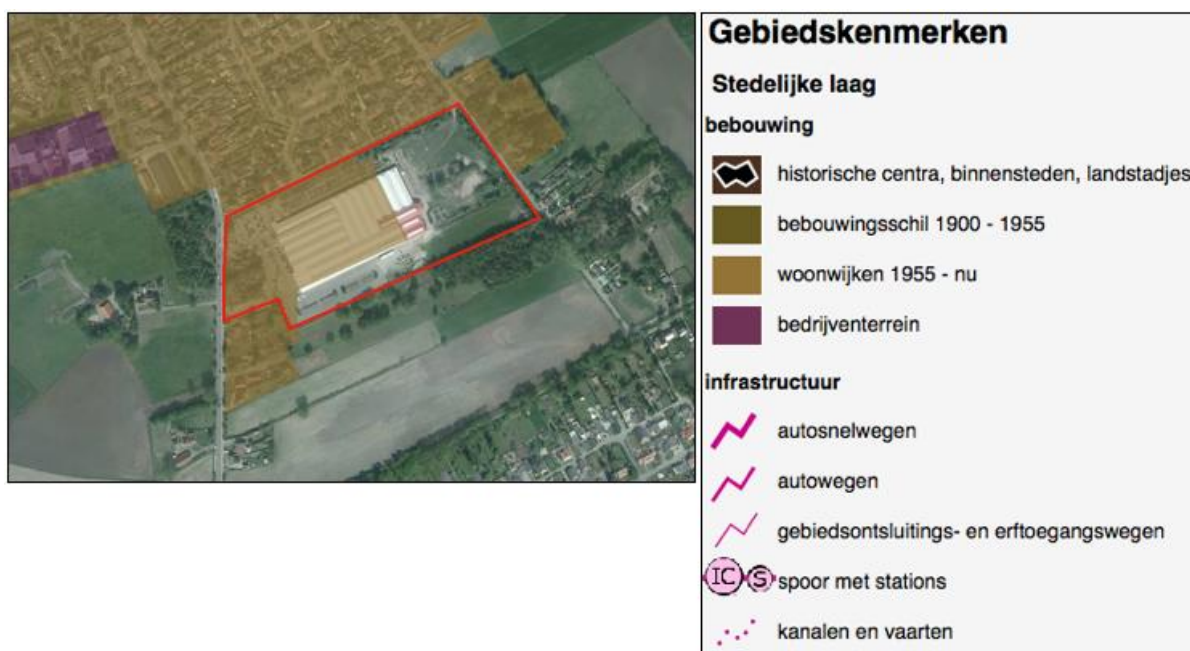 Gebiedskenmerken
Stedelijke laag
bebouwing
historische centra, binnensteden, landstadjes
bebouwingsschil 1900 - 1955
woonwijken 1955 - nu
bedrijventerrein
infrastructuur
autosnelwegen
autowegen
gebiedsontsluitings- en erftoegangswegen
IC S spoor met stations
kanalen en vaarten